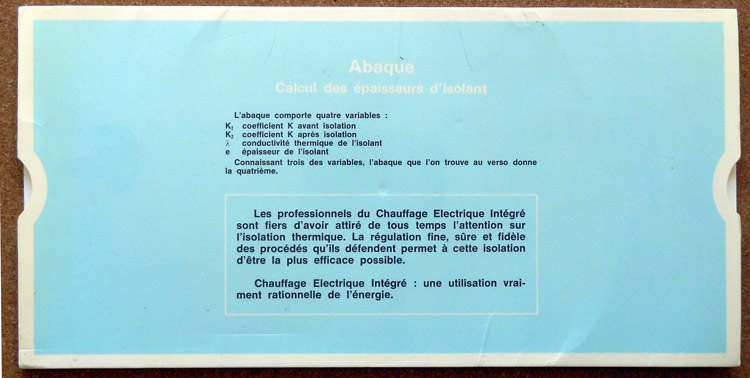 Abaque
Calcul des épaisseurs d'isolant
L'abaque comporte quatre variables :
K₁ coefficient K avant isolation
K₂ coefficient K après isolation
λ conductivité thermique de l'isolant
e épaisseur de l'isolant
Connaissant trois des variables, l'abaque que l'on trouve au verso donne
la quatrième.
Les professionnels du Chauffage Electrique Intégré
sont fiers d'avoir attiré de tous temps l'attention sur
l'isolation thermique. La régulation fine, sûre et fidèle
des procédés qu'ils défendent permet à cette isolation
d'être la plus efficace possible.
Chauffage Electrique Intégré : une utilisation vrai-
ment rationnelle de l'énergie.